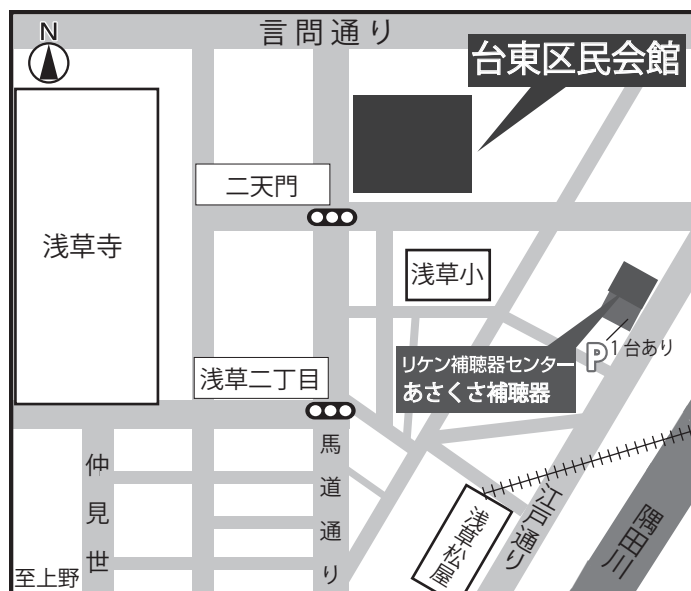 N
言問通り
台東区民会館
二天門
浅草寺
浅草小
P1台あり
リケン補聴器センター
あさくさ補聴器
浅草二丁目
仲見世
馬道通り
江戸通り
浅草松屋
隅田川
至上野